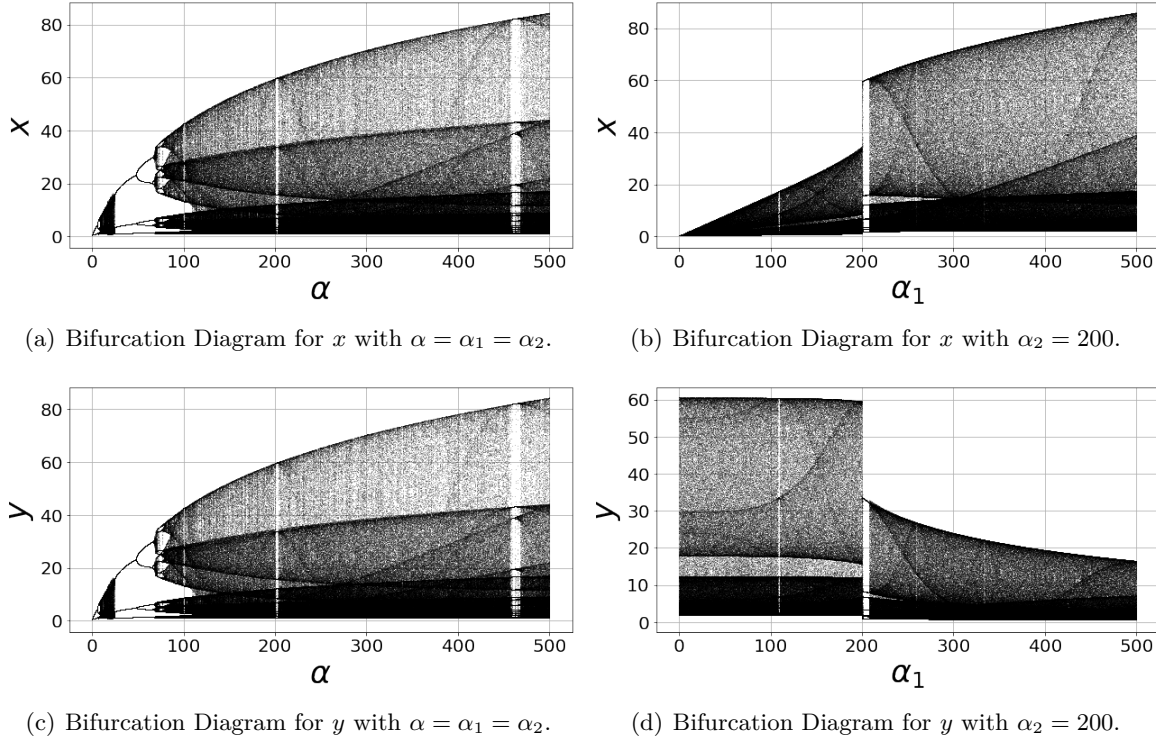 80
60
40
20
0
x
0 100 200 300 400 500
α
(a) Bifurcation Diagram for x with α = α₁ = α₂.
80
60
40
20
0
x
0 100 200 300 400 500
α₁
(b) Bifurcation Diagram for x with α₂ = 200.
80
60
40
20
0
y
0 100 200 300 400 500
α
(c) Bifurcation Diagram for y with α = α₁ = α₂.
60
50
40
30
20
10
0
y
0 100 200 300 400 500
α₁
(d) Bifurcation Diagram for y with α₂ = 200.